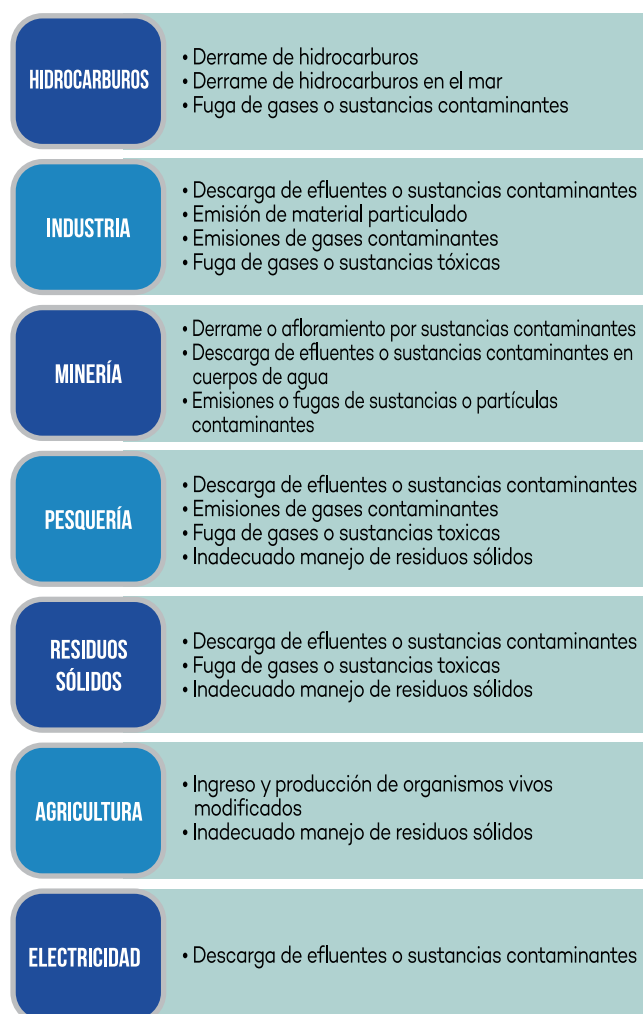 HIDROCARBUROS
• Derrame de hidrocarburos
• Derrame de hidrocarburos en el mar
• Fuga de gases o sustancias contaminantes
INDUSTRIA
• Descarga de efluentes o sustancias contaminantes
• Emisión de material particulado
• Emisiones de gases contaminantes
• Fuga de gases o sustancias tóxicas
MINERÍA
• Derrame o afloramiento por sustancias contaminantes
• Descarga de efluentes o sustancias contaminantes en
cuerpos de agua
• Emisiones o fugas de sustancias o partículas
contaminantes
PESQUERÍA
• Descarga de efluentes o sustancias contaminantes
• Emisiones de gases contaminantes
• Fuga de gases o sustancias toxicas
• Inadecuado manejo de residuos sólidos
RESIDUOS
SÓLIDOS
• Descarga de efluentes o sustancias contaminantes
• Fuga de gases o sustancias toxicas
• Inadecuado manejo de residuos sólidos
AGRICULTURA
• Ingreso y producción de organismos vivos
modificados
• Inadecuado manejo de residuos sólidos
ELECTRICIDAD
• Descarga de efluentes o sustancias contaminantes